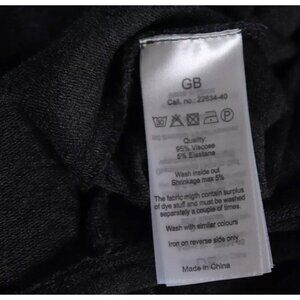 GB
Call. no.: 22634-40
Quality:
95% Viscose
5% Elastane
Wash inside out
Shrinkage max 5%
The fabric migth contain surplus
of dye stuff and must be washed
separately a couple of times.
Wash with similar colours
Iron on reverse side only
Made in China